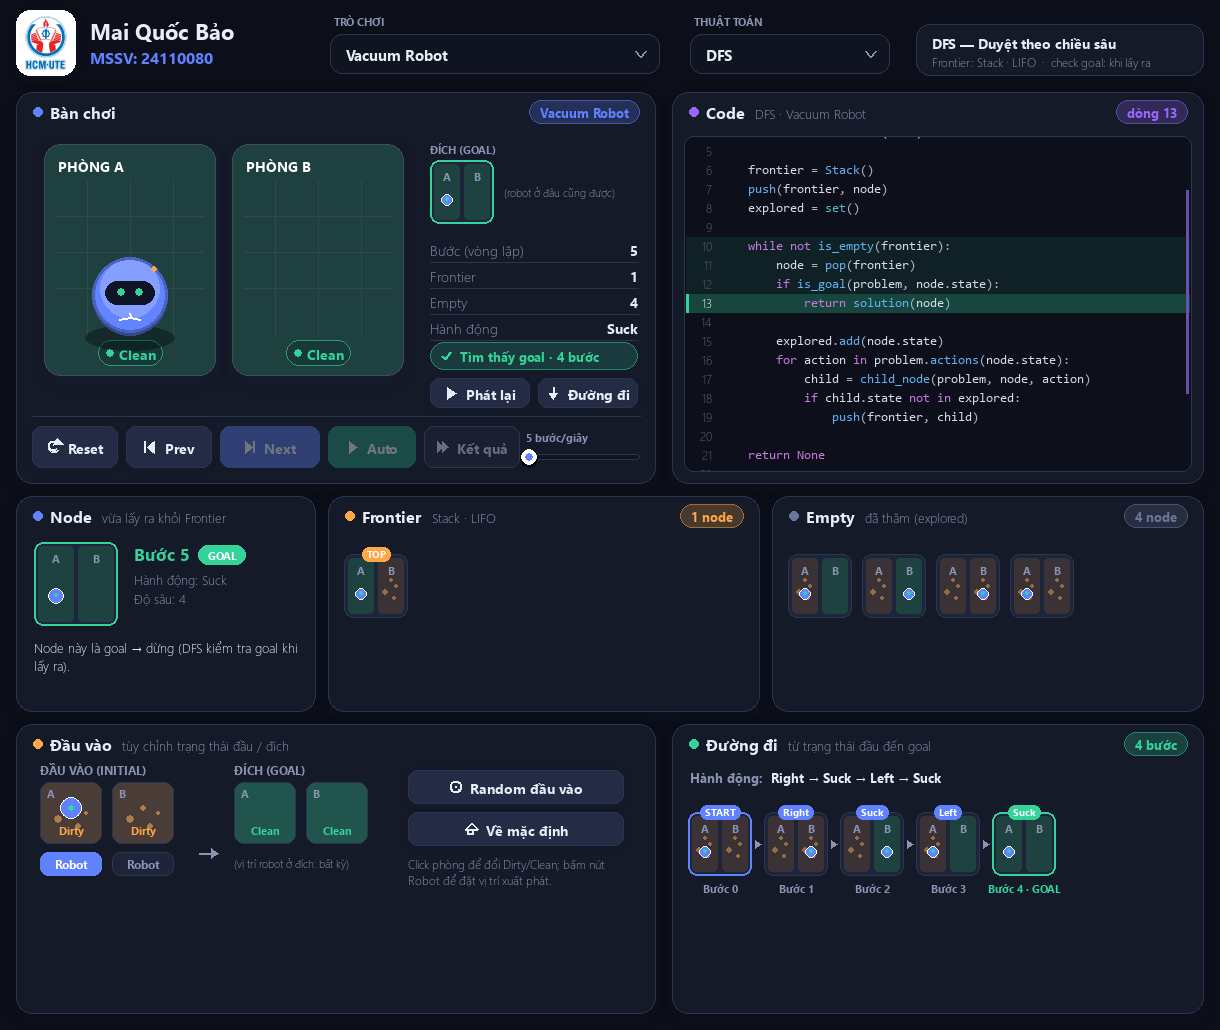 HCM-UTE
Mai Quốc Bảo
MSSV: 24110080
TRÒ CHƠI
Vacuum Robot
THUẬT TOÁN
DFS
DFS — Duyệt theo chiều sâu
Frontier: Stack · LIFO · check goal: khi lấy ra
Bàn chơi
Vacuum Robot
PHÒNG A
PHÒNG B
Clean
Clean
ĐÍCH (GOAL)
A B
(robot ở đâu cũng được)
Bước (vòng lặp) 5
Frontier 1
Empty 4
Hành động Suck
Tìm thấy goal · 4 bước
Phát lại
Đường đi
Reset
Prev
Next
Auto
Kết quả
5 bước/giây
Code DFS · Vacuum Robot
dòng 13
5
6 frontier = Stack()
7 push(frontier, node)
8 explored = set()
9
10 while not is_empty(frontier):
11 node = pop(frontier)
12 if is_goal(problem, node.state):
13 return solution(node)
14
15 explored.add(node.state)
16 for action in problem.actions(node.state):
17 child = child_node(problem, node, action)
18 if child.state not in explored:
19 push(frontier, child)
20
21 return None
Node vừa lấy ra khỏi Frontier
A B
Bước 5 GOAL
Hành động: Suck
Độ sâu: 4
Node này là goal → dừng (DFS kiểm tra goal khi
lấy ra).
Frontier Stack · LIFO
1 node
TOP
A B
Empty đã thăm (explored)
4 node
A B A B A B A B
Đầu vào tùy chỉnh trạng thái đầu / đích
ĐẦU VÀO (INITIAL)
A
Dirty
B
Dirty
Robot
Robot
ĐÍCH (GOAL)
A
Clean
B
Clean
(vị trí robot ở đích: bất kỳ)
Random đầu vào
Về mặc định
Click phòng để đổi Dirty/Clean; bấm nút
Robot để đặt vị trí xuất phát.
Đường đi từ trạng thái đầu đến goal
4 bước
Hành động: Right → Suck → Left → Suck
START Right Suck Left Suck
A B A B A B A B A B
Bước 0 Bước 1 Bước 2 Bước 3 Bước 4 · GOAL